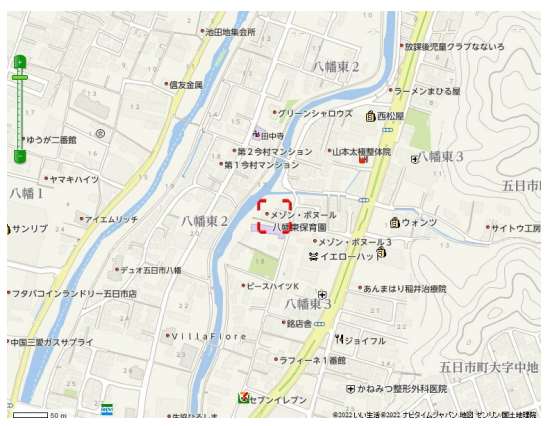 池田地集会所
放課後児童クラブなないろ
八幡東2
信友金属
ラーメンまひる屋
グリーンシャロウズ
西松屋
田中寺
ゆうが二番館
第2今村マンション
山本太極整体院
八幡東3
第1今村マンション
ヤマキハイツ
五日市
八幡1
アイエムリッチ
八幡東2
メゾン・ボヌール
ウォンツ
サンリブ
八幡東保育園
サイトウ工房
メゾン・ボヌール3
イエローハット
デュオ五日市八幡
ピースハイツK
あんまはり稲井治療院
フタバコインランドリー五日市店
八幡東3
銘店舎
VillaFiore
ジョイフル
中国三愛ガスサプライ
ラフィーネ1番館
五日市町大字中地
かねみつ整形外科医院
セブンイレブン
生協ひろしま
50 m
©2022 いい生活 ©2022 ナビタイムジャパン 地図 ゼンリン 国土地理院